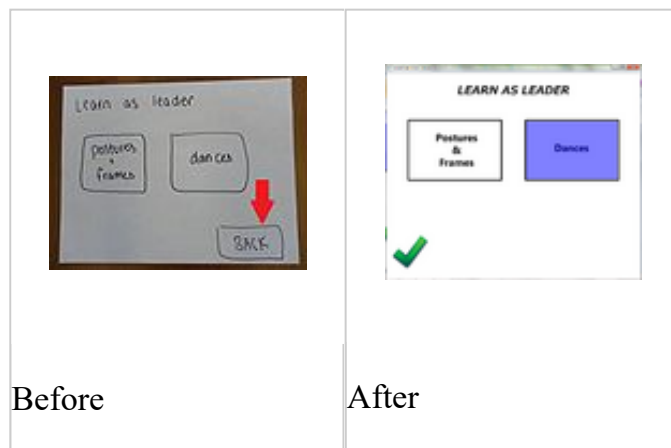 Learn as leader
postures
+
frames
dances
BACK
LEARN AS LEADER
Postures
&
Frames
Dances
Before
After